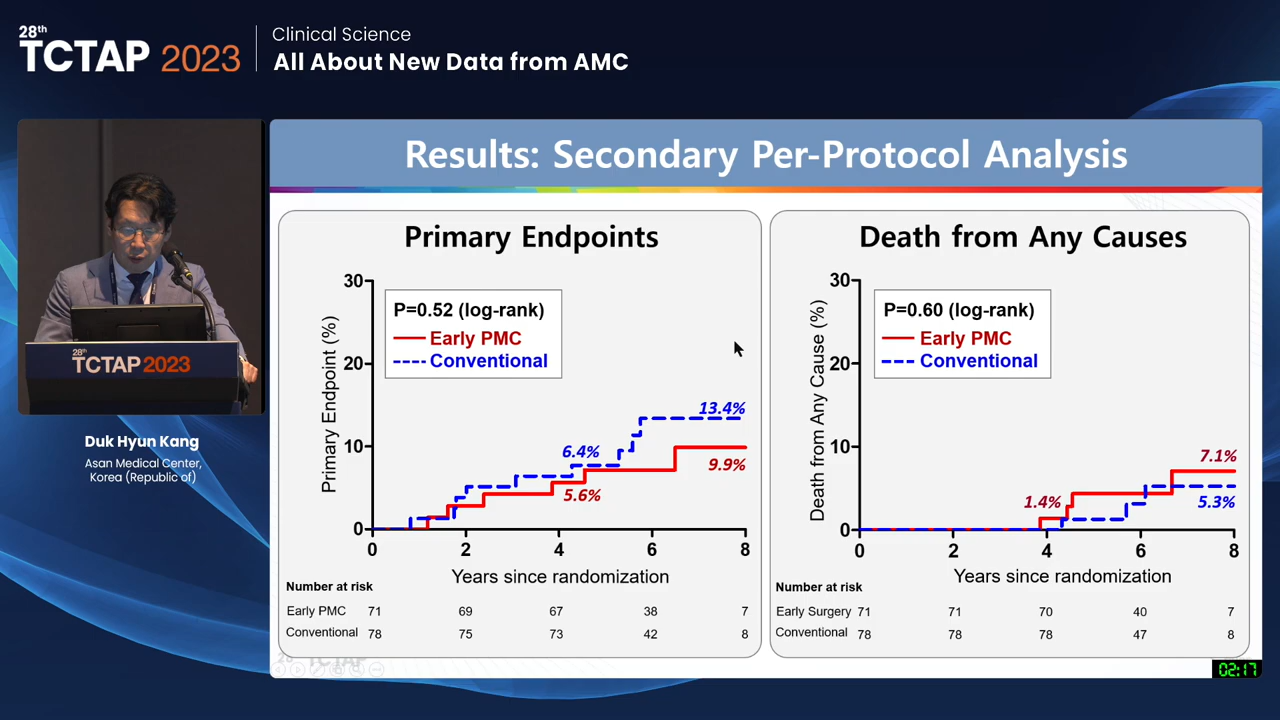 28th
TCTAP 2023
Clinical Science
All About New Data from AMC
28th
TCTAP 2023
Duk Hyun Kang
Asan Medical Center,
Korea (Republic of)
Results: Secondary Per-Protocol Analysis
Primary Endpoints
30
20
10
0
Primary Endpoint (%)
P=0.52 (log-rank)
Early PMC
Conventional
6.4%
13.4%
5.6%
9.9%
0 2 4 6 8
Years since randomization
Number at risk
Early PMC 71 69 67 38 7
Conventional 78 75 73 42 8
Death from Any Causes
30
20
10
0
Death from Any Cause (%)
P=0.60 (log-rank)
Early PMC
Conventional
1.4%
7.1%
5.3%
0 2 4 6 8
Years since randomization
Number at risk
Early Surgery 71 71 70 40 7
Conventional 78 78 78 47 8
28
TCTAP
02:17